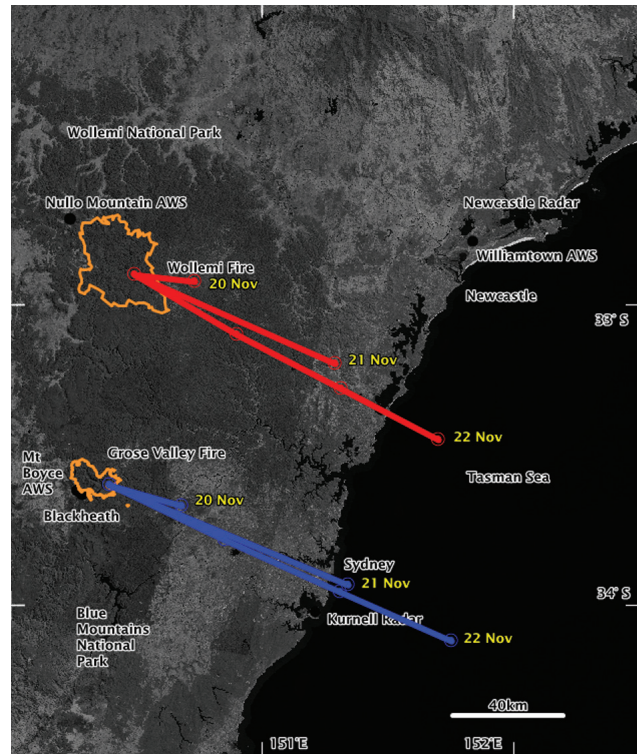 Wollemi National Park
Nullo Mountain AWS
Newcastle Radar
Williamtown AWS
Wollemi Fire
20 Nov
Newcastle
33° S
21 Nov
22 Nov
Grose Valley Fire
Mt
Boyce
AWS
Tasman Sea
20 Nov
Blackheath
Sydney
21 Nov
34° S
Kurnell Radar
Blue
Mountains
National
Park
22 Nov
40km
151°E
152°E